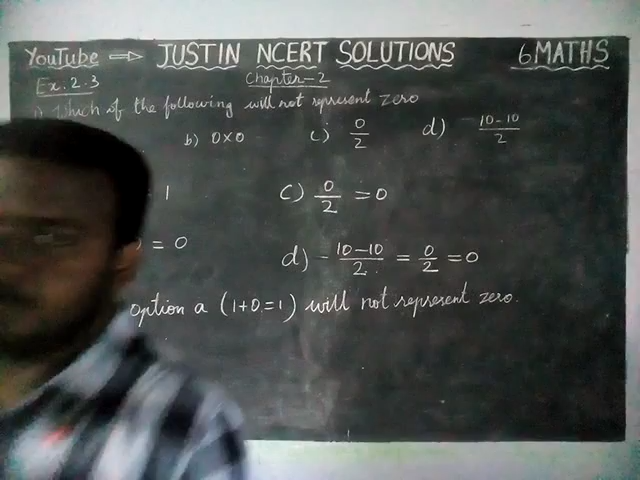 YouTube ⇒ JUSTIN NCERT SOLUTIONS 6 MATHS
Ex. 2.3 Chapter-2
1) Which of the following will not represent zero
b) 0×0 c) 0/2 d) 10-10/2
1 c) 0/2 = 0
= 0 d) - 10-10/2 = 0/2 = 0
option a (1+0=1) will not represent zero.